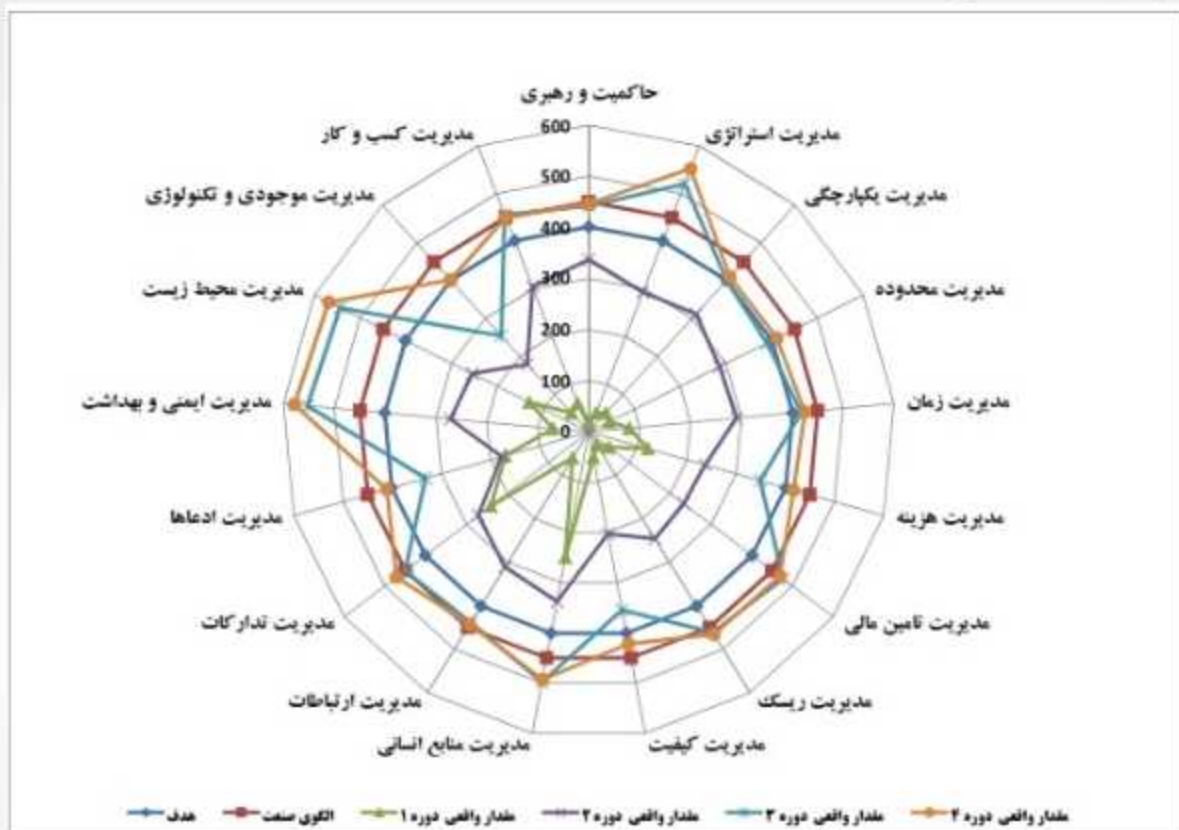 حاکمیت و رهبری
مدیریت استراتژی
مدیریت یکپارچگی
مدیریت محدوده
مدیریت زمان
مدیریت هزینه
مدیریت تامین مالی
مدیریت ریسک
مدیریت کیفیت
مدیریت منابع انسانی
مدیریت ارتباطات
مدیریت تدارکات
مدیریت ادعاها
مدیریت ایمنی و بهداشت
مدیریت محیط زیست
مدیریت موجودی و تکنولوژی
مدیریت کسب و کار
600
500
400
300
200
100
0
هدف
الگوی صنعت
مقدار واقعی دوره ۱
مقدار واقعی دوره ۲
مقدار واقعی دوره ۳
مقدار واقعی دوره ۴